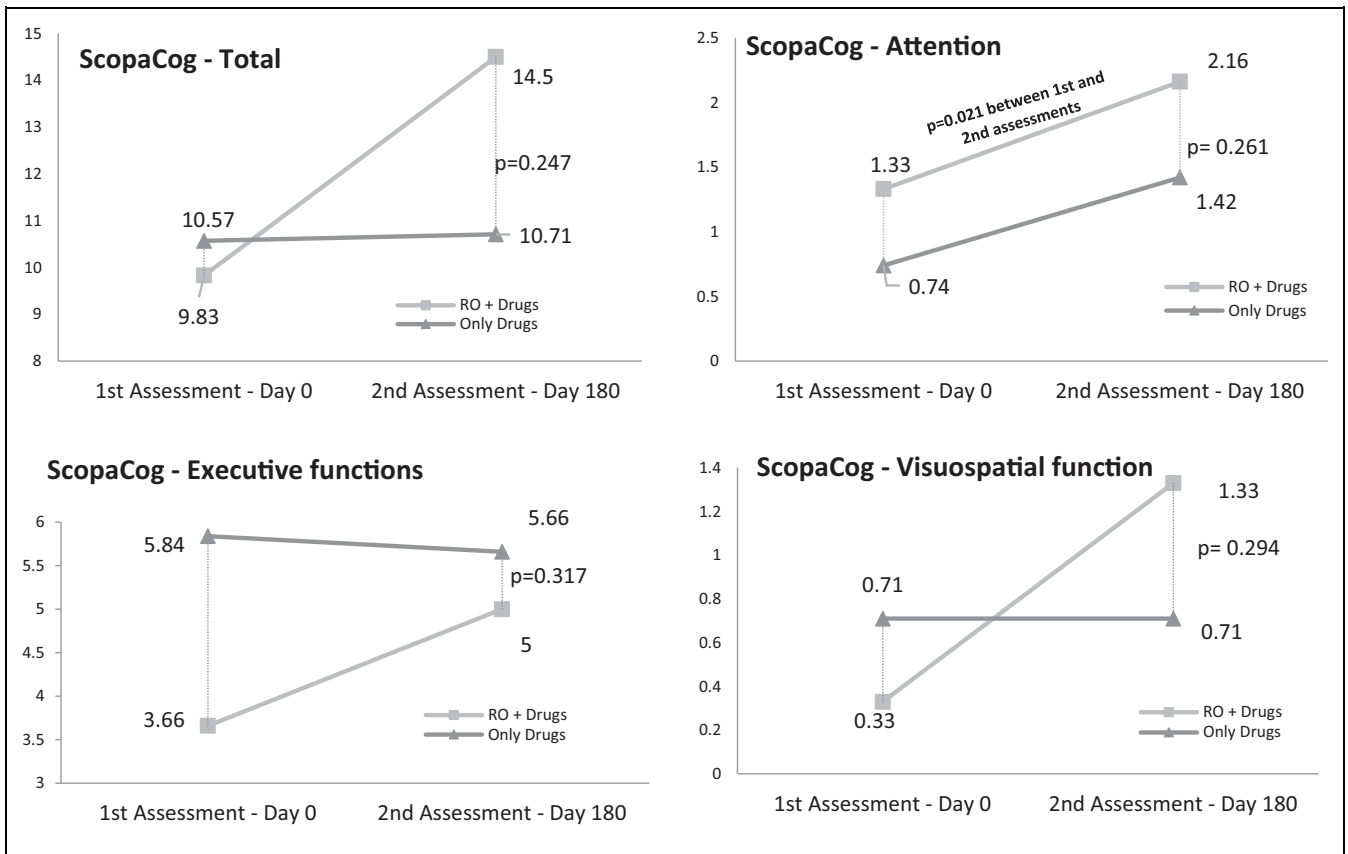 ScopaCog - Total
15
14
13
12
11
10
9
8
10.57
9.83
14.5
p=0.247
10.71
RO + Drugs
Only Drugs
1st Assessment - Day 0
2nd Assessment - Day 180
ScopaCog - Attention
2.5
2
1.5
1
0.5
0
1.33
0.74
p=0.021 between 1st and
2nd assessments
2.16
p= 0.261
1.42
RO + Drugs
Only Drugs
1st Assessment - Day 0
2nd Assessment - Day 180
ScopaCog - Executive functions
6
5.5
5
4.5
4
3.5
3
5.84
3.66
5.66
p=0.317
5
RO + Drugs
Only Drugs
1st Assessment - Day 0
2nd Assessment - Day 180
ScopaCog - Visuospatial function
1.4
1.2
1
0.8
0.6
0.4
0.2
0
0.71
0.33
1.33
p= 0.294
0.71
RO + Drugs
Only Drugs
1st Assessment - Day 0
2nd Assessment - Day 180